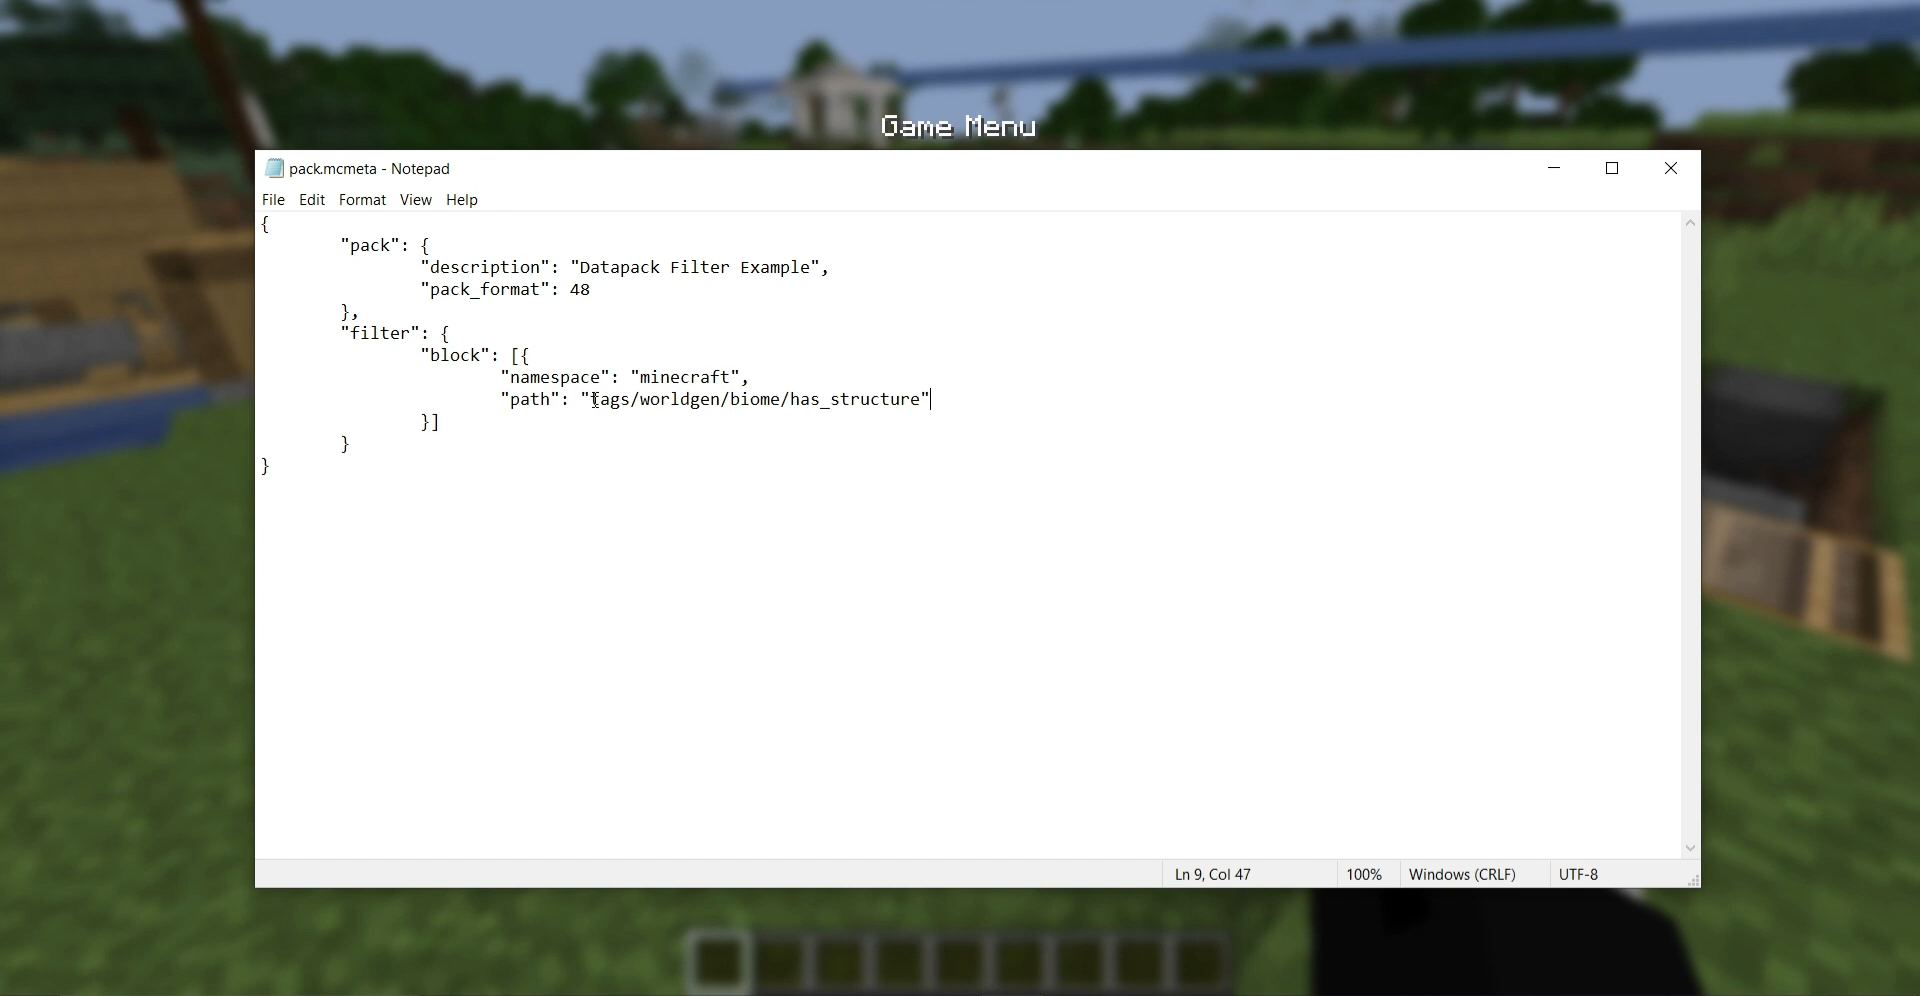 Game Menu
pack.mcmeta - Notepad
File Edit Format View Help
{
"pack": {
"description": "Datapack Filter Example",
"pack_format": 48
},
"filter": {
"block": [{
"namespace": "minecraft",
"path": "tags/worldgen/biome/has_structure"
}]
}
}
Ln 9, Col 47 100% Windows (CRLF) UTF-8